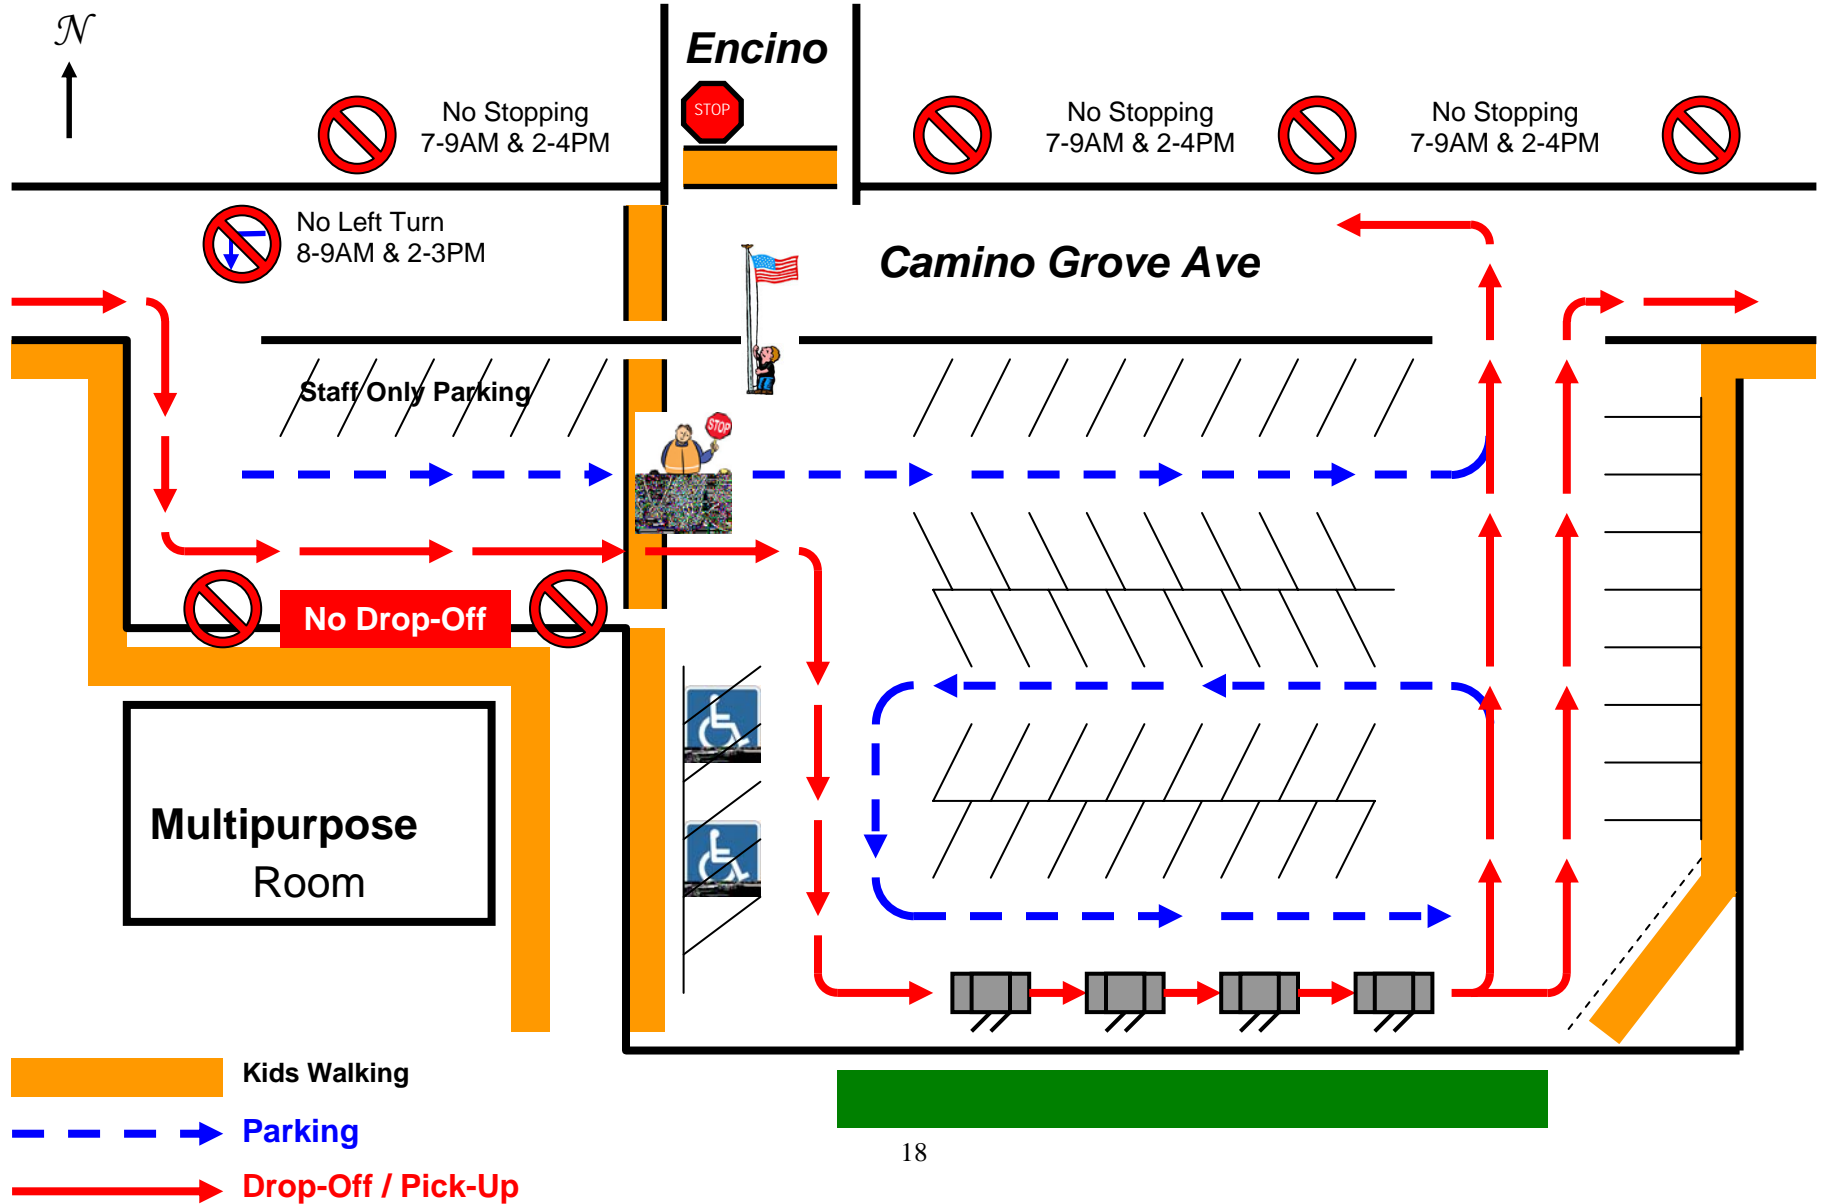 N
Encino
STOP
No Stopping
7-9AM & 2-4PM
No Stopping
7-9AM & 2-4PM
No Stopping
7-9AM & 2-4PM
No Left Turn
8-9AM & 2-3PM
Camino Grove Ave
Staff Only Parking
STOP
No Drop-Off
Multipurpose
Room
Kids Walking
Parking
18
Drop-Off / Pick-Up